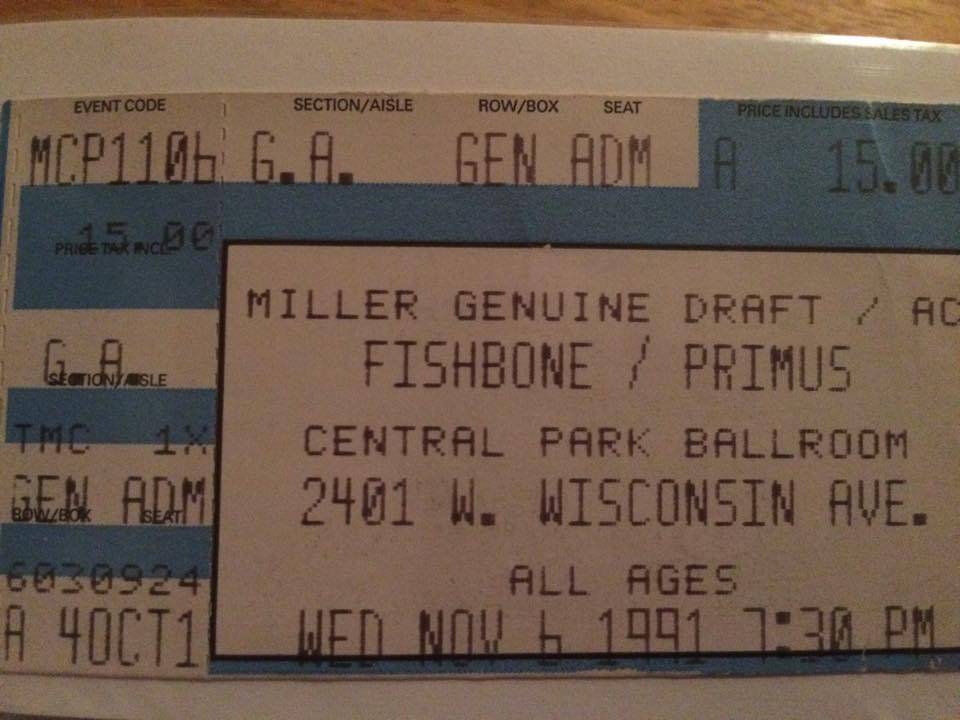 EVENT CODE SECTION/AISLE ROW/BOX SEAT PRICE INCLUDES SALES TAX
MCP1106 G.A. GEN ADM A 15.00
15.00
PRICE TAX INCL.
MILLER GENUINE DRAFT / AC
G.A.
SECTION/AISLE
FISHBONE / PRIMUS
TMC 1X
CENTRAL PARK BALLROOM
GEN ADM
ROW/BOX SEAT
2401 W. WISCONSIN AVE.
6030924
ALL AGES
A 4OCT1
WED NOV 6 1991 7:30 PM